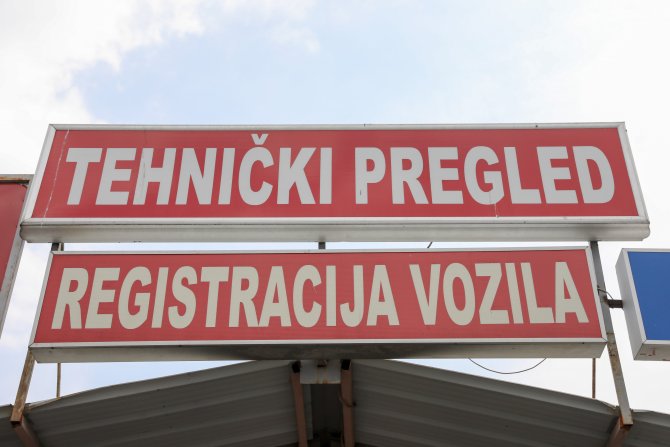 TEHNIČKI PREGLED
REGISTRACIJA VOZILA